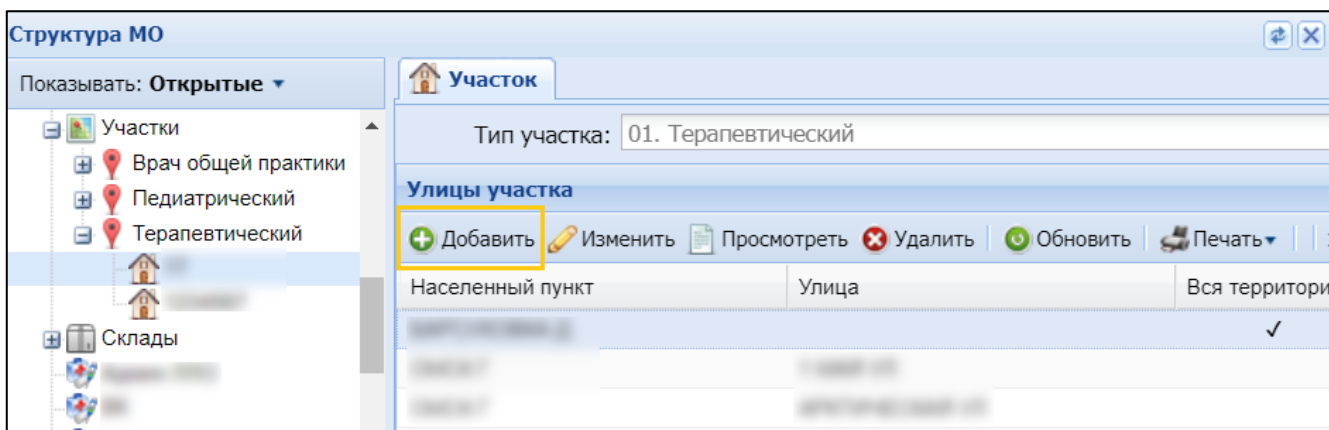 Структура МО
Показывать: Открытые
Участки
Врач общей практики
Педиатрический
Терапевтический
Склады
Участок
Тип участка: 01. Терапевтический
Улицы участка
Добавить Изменить Просмотреть Удалить Обновить Печать
Населенный пункт Улица Вся территори